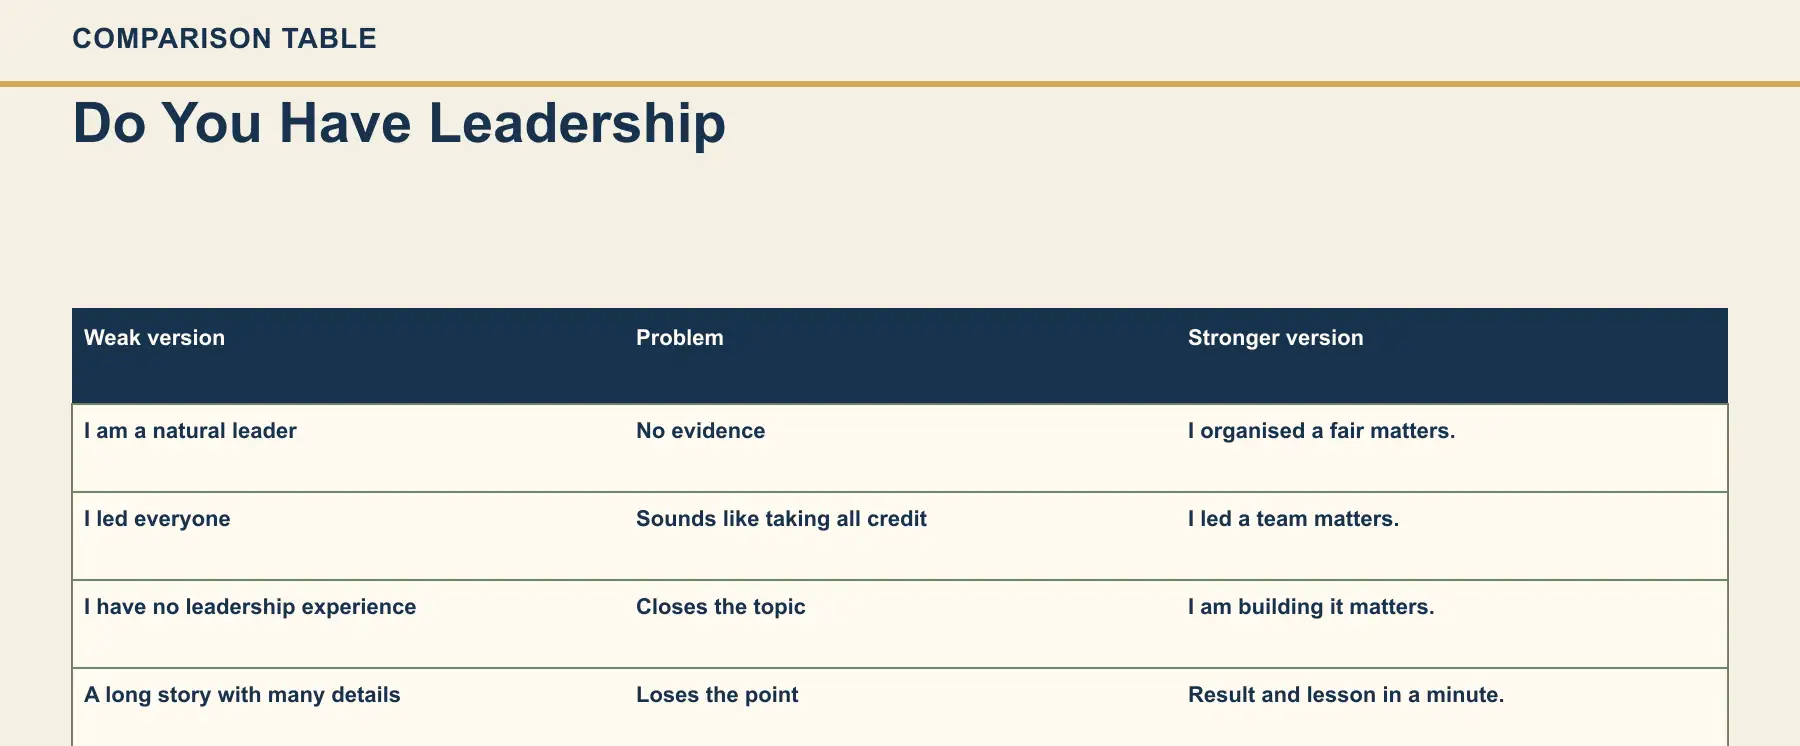 COMPARISON TABLE
Do You Have Leadership
Weak version Problem Stronger version
I am a natural leader No evidence I organised a fair matters.
I led everyone Sounds like taking all credit I led a team matters.
I have no leadership experience Closes the topic I am building it matters.
A long story with many details Loses the point Result and lesson in a minute.